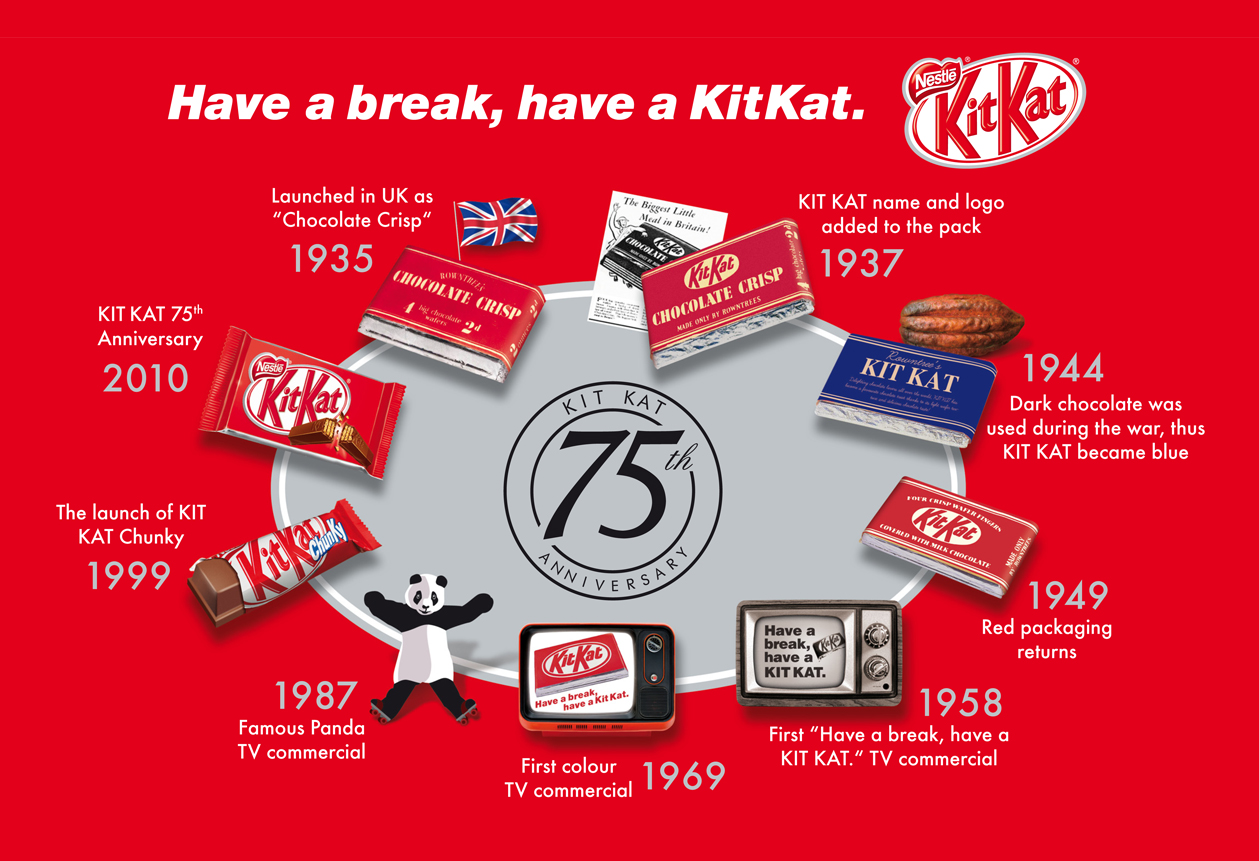 Have a break, have a KitKat.
Nestlé
KitKat
Launched in UK as
"Chocolate Crisp"
1935
ROWNTREE'S
CHOCOLATE CRISP
4 big chocolate wafers 2d
The Biggest Little
Meal in Britain!
KitKat
CHOCOLATE
KitKat
CHOCOLATE CRISP
MADE ONLY BY ROWNTREES
KIT KAT name and logo
added to the pack
1937
Rowntree's
KIT KAT
1944
Dark chocolate was
used during the war, thus
KIT KAT became blue
FOUR CRISP WAFER FINGERS
KitKat
COVERED WITH MILK CHOCOLATE
MADE ONLY
BY ROWNTREES
1949
Red packaging
returns
Have a
break,
have a
KIT KAT.
KitKat
1958
First "Have a break, have a
KIT KAT." TV commercial
KitKat
Have a break,
have a Kit Kat.
First colour
TV commercial
1969
1987
Famous Panda
TV commercial
The launch of KIT
KAT Chunky
1999
KitKat
Chunky
KIT KAT 75th
Anniversary
2010
Nestlé
KitKat
KIT KAT
75th
ANNIVERSARY